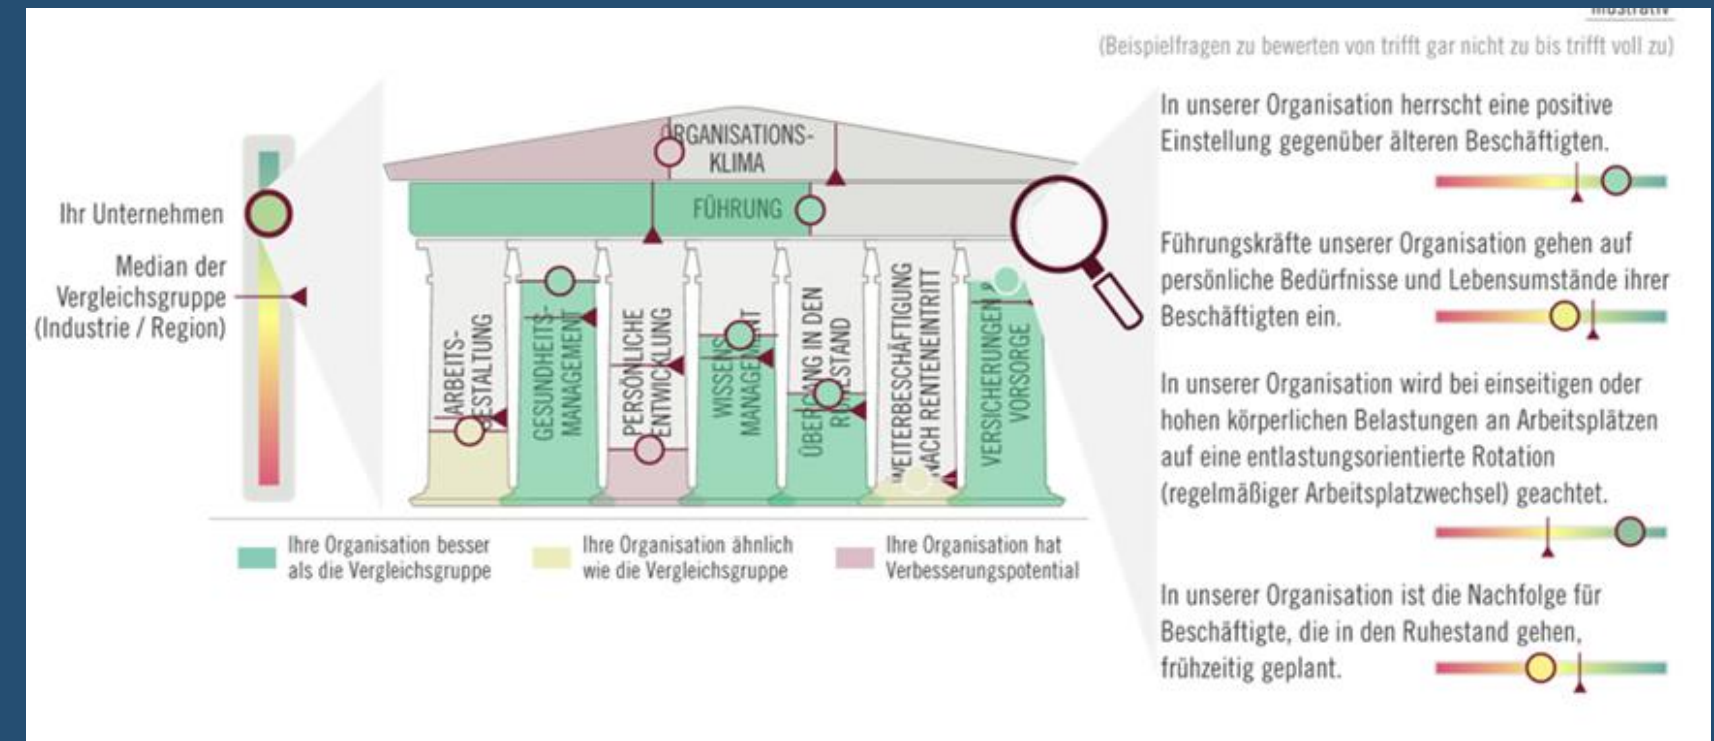 (Beispielfragen zu bewerten von trifft gar nicht zu bis trifft voll zu)
Ihr Unternehmen
Median der
Vergleichsgruppe
(Industrie / Region)
ORGANISATIONS-
KLIMA
FÜHRUNG
ARBEITS-
GESTALTUNG
GESUNDHEITS-
MANAGEMENT
PERSÖNLICHE
ENTWICKLUNG
WISSENS
MANAGEMENT
ÜBERGANG IN DEN
RUHESTAND
WEITERBESCHÄFTIGUNG
NACH RENTENEINTRITT
VERSICHERUNGEN &
VORSORGE
Ihre Organisation besser
als die Vergleichsgruppe
Ihre Organisation ähnlich
wie die Vergleichsgruppe
Ihre Organisation hat
Verbesserungspotential
In unserer Organisation herrscht eine positive
Einstellung gegenüber älteren Beschäftigten.
Führungskräfte unserer Organisation gehen auf
persönliche Bedürfnisse und Lebensumstände ihrer
Beschäftigten ein.
In unserer Organisation wird bei einseitigen oder
hohen körperlichen Belastungen an Arbeitsplätzen
auf eine entlastungsorientierte Rotation
(regelmäßiger Arbeitsplatzwechsel) geachtet.
In unserer Organisation ist die Nachfolge für
Beschäftigte, die in den Ruhestand gehen,
frühzeitig geplant.